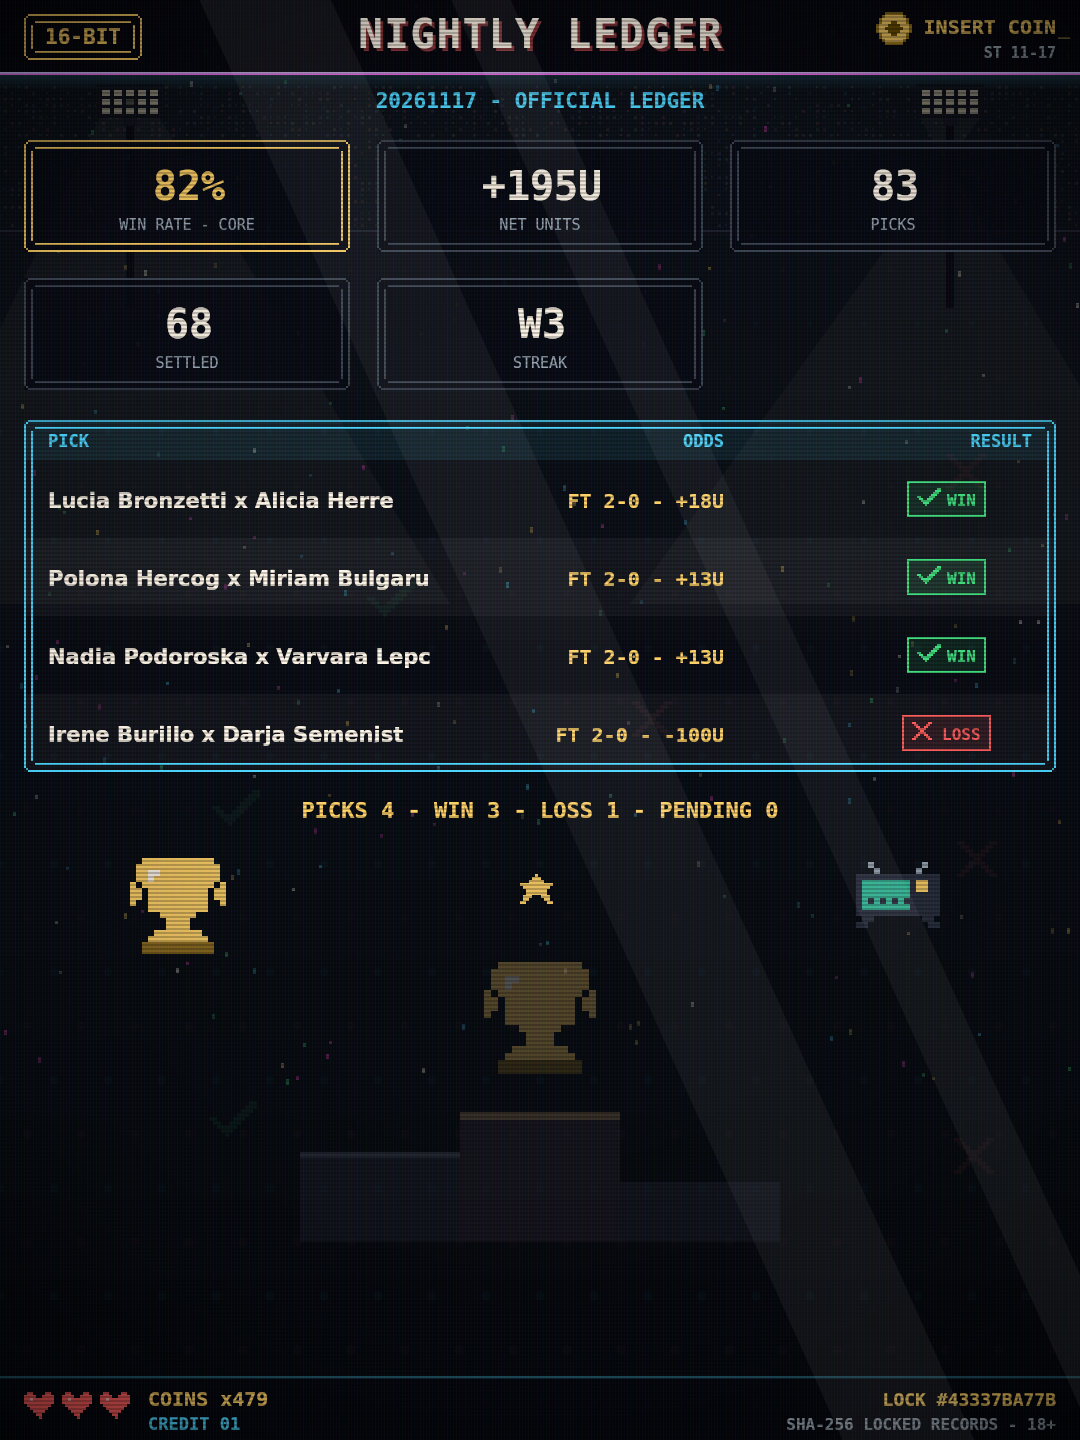 16-BIT
NIGHTLY LEDGER
INSERT COIN_
ST 11-17
20261117 - OFFICIAL LEDGER
82%
WIN RATE - CORE
+195U
NET UNITS
83
PICKS
68
SETTLED
W3
STREAK
PICK ODDS RESULT
Lucia Bronzetti x Alicia Herre FT 2-0 - +18U WIN
Polona Hercog x Miriam Bulgaru FT 2-0 - +13U WIN
Nadia Podoroska x Varvara Lepc FT 2-0 - +13U WIN
Irene Burillo x Darja Semenist FT 2-0 - -100U LOSS
PICKS 4 - WIN 3 - LOSS 1 - PENDING 0
COINS x479
CREDIT 01
LOCK #43337BA77B
SHA-256 LOCKED RECORDS - 18+